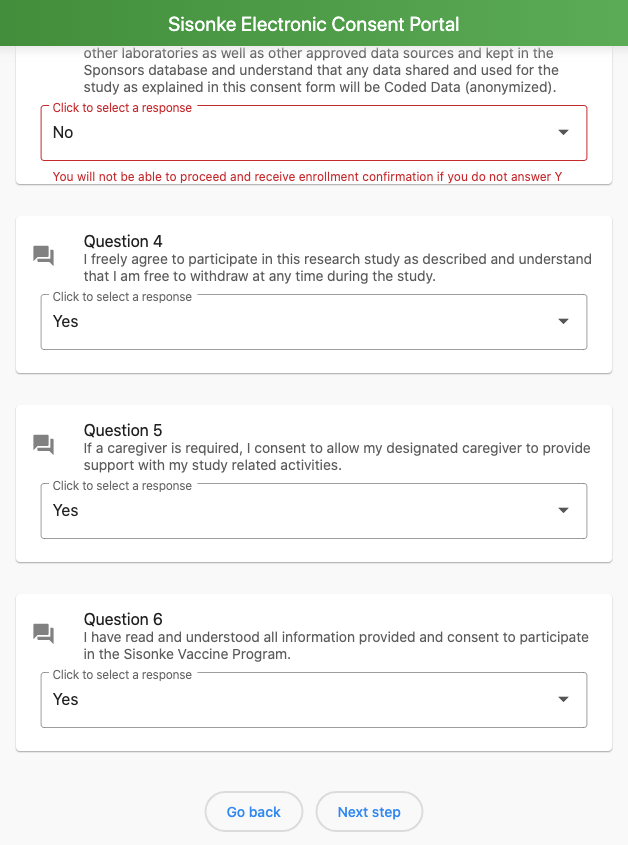 Sisonke Electronic Consent Portal
other laboratories as well as other approved data sources and kept in the
Sponsors database and understand that any data shared and used for the
study as explained in this consent form will be Coded Data (anonymized).
Click to select a response
No
You will not be able to proceed and receive enrollment confirmation if you do not answer Y
Question 4
I freely agree to participate in this research study as described and understand
that I am free to withdraw at any time during the study.
Click to select a response
Yes
Question 5
If a caregiver is required, I consent to allow my designated caregiver to provide
support with my study related activities.
Click to select a response
Yes
Question 6
I have read and understood all information provided and consent to participate
in the Sisonke Vaccine Program.
Click to select a response
Yes
Go back
Next step